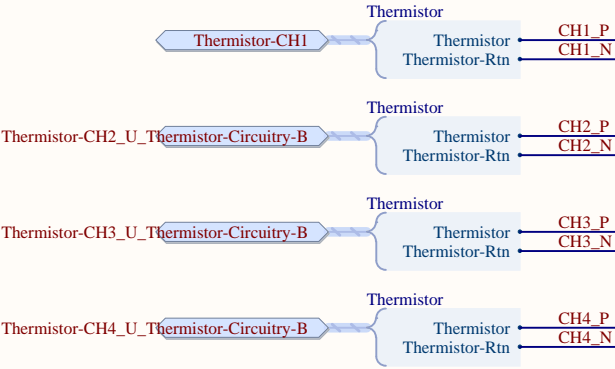 Thermistor
Thermistor-CH1
Thermistor CH1_P
Thermistor-Rtn CH1_N
Thermistor
Thermistor-CH2_U_Thermistor-Circuitry-B
Thermistor CH2_P
Thermistor-Rtn CH2_N
Thermistor
Thermistor-CH3_U_Thermistor-Circuitry-B
Thermistor CH3_P
Thermistor-Rtn CH3_N
Thermistor
Thermistor-CH4_U_Thermistor-Circuitry-B
Thermistor CH4_P
Thermistor-Rtn CH4_N